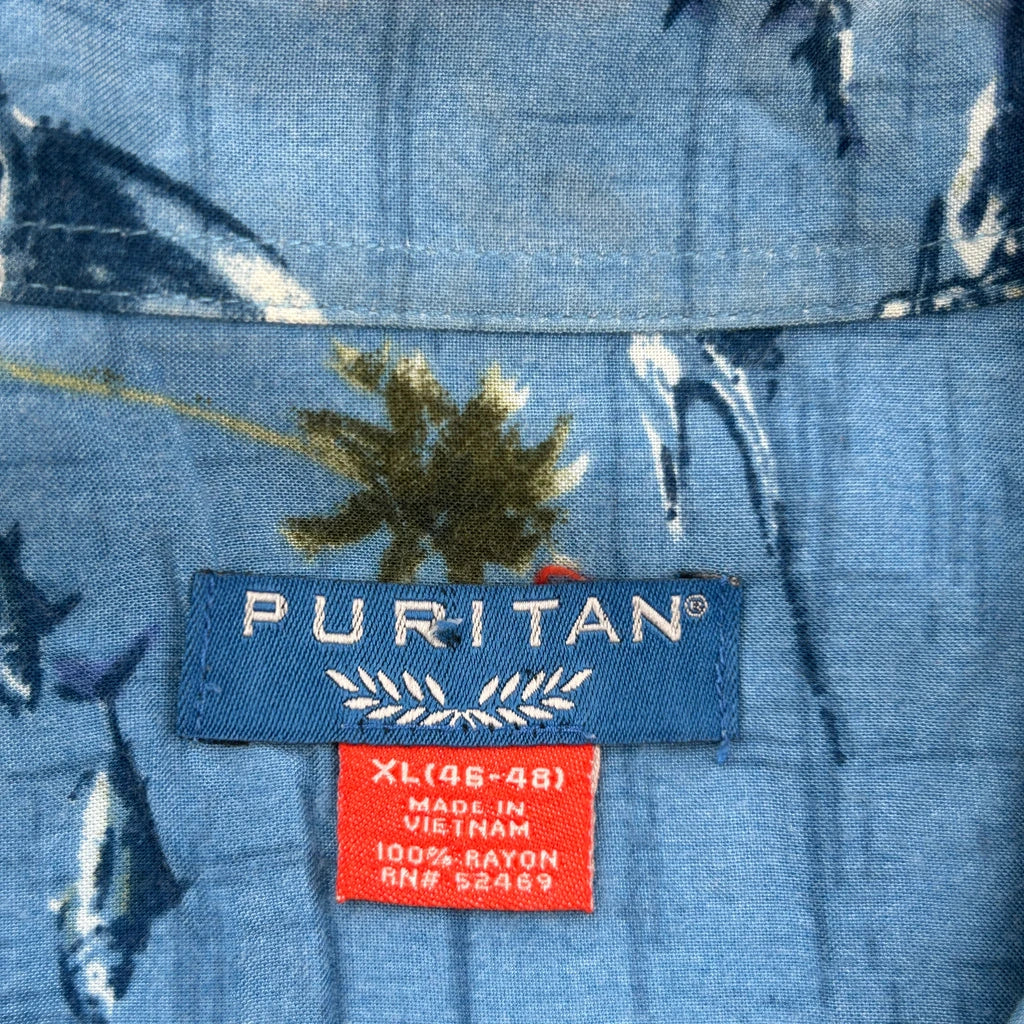 PURITAN®
XL(46-48)
MADE IN
VIETNAM
100% RAYON
RN# 52469